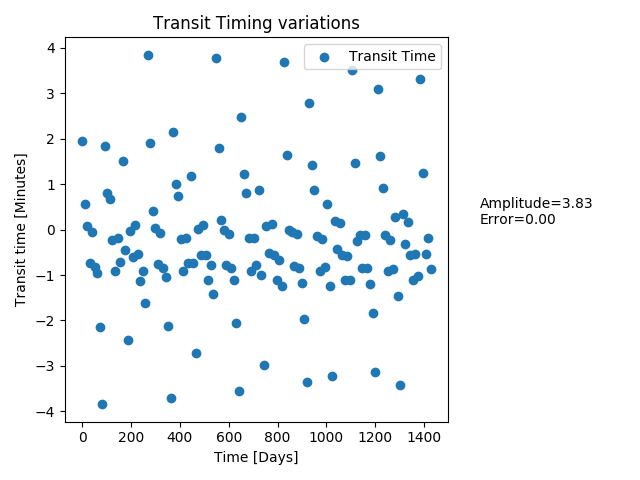 Transit Timing variations
Transit Time
Transit time [Minutes]
4
3
2
1
0
−1
−2
−3
−4
0 200 400 600 800 1000 1200 1400
Time [Days]
Amplitude=3.83
Error=0.00